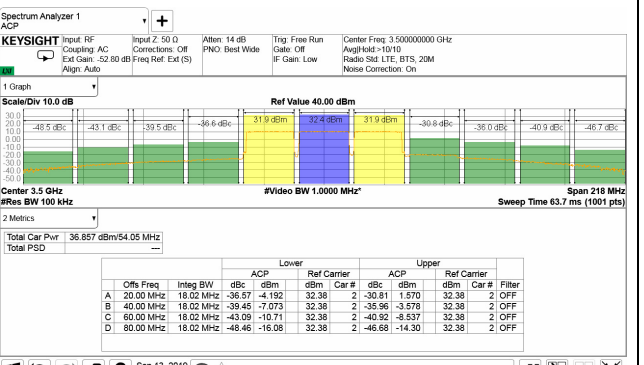 Spectrum Analyzer 1
ACP
KEYSIGHT Input: RF Input Z: 50 Ω Atten: 14 dB Trig: Free Run Center Freq: 3.500000000 GHz
Coupling: AC Corrections: Off PNO: Best Wide Gate: Off Avg|Hold:>10/10
Ext Gain: -52.80 dB Freq Ref: Ext (S) IF Gain: Low Radio Std: LTE, BTS, 20M
Align: Auto Noise Correction: On
1 Graph
Scale/Div 10.0 dB Ref Value 40.00 dBm
30.0
20.0
10.0
0.00
-10.0
-20.0
-30.0
-40.0
-50.0
-48.5 dBc -43.1 dBc -39.5 dBc -36.6 dBc 31.9 dBm 32.4 dBm 31.9 dBm -30.8 dBc -36.0 dBc -40.9 dBc -46.7 dBc
Center 3.5 GHz #Video BW 1.0000 MHz* Span 218 MHz
#Res BW 100 kHz Sweep Time 63.7 ms (1001 pts)
2 Metrics
Total Car Pwr 36.857 dBm/54.05 MHz
Total PSD ---
Lower Upper
ACP Ref Carrier ACP Ref Carrier
Offs Freq Integ BW dBc dBm dBm Car # dBc dBm dBm Car # Filter
A 20.00 MHz 18.02 MHz -36.57 -4.192 32.38 2 -30.81 1.570 32.38 2 OFF
B 40.00 MHz 18.02 MHz -39.45 -7.073 32.38 2 -35.96 -3.578 32.38 2 OFF
C 60.00 MHz 18.02 MHz -43.09 -10.71 32.38 2 -40.92 -8.537 32.38 2 OFF
D 80.00 MHz 18.02 MHz -48.46 -16.08 32.38 2 -46.68 -14.30 32.38 2 OFF